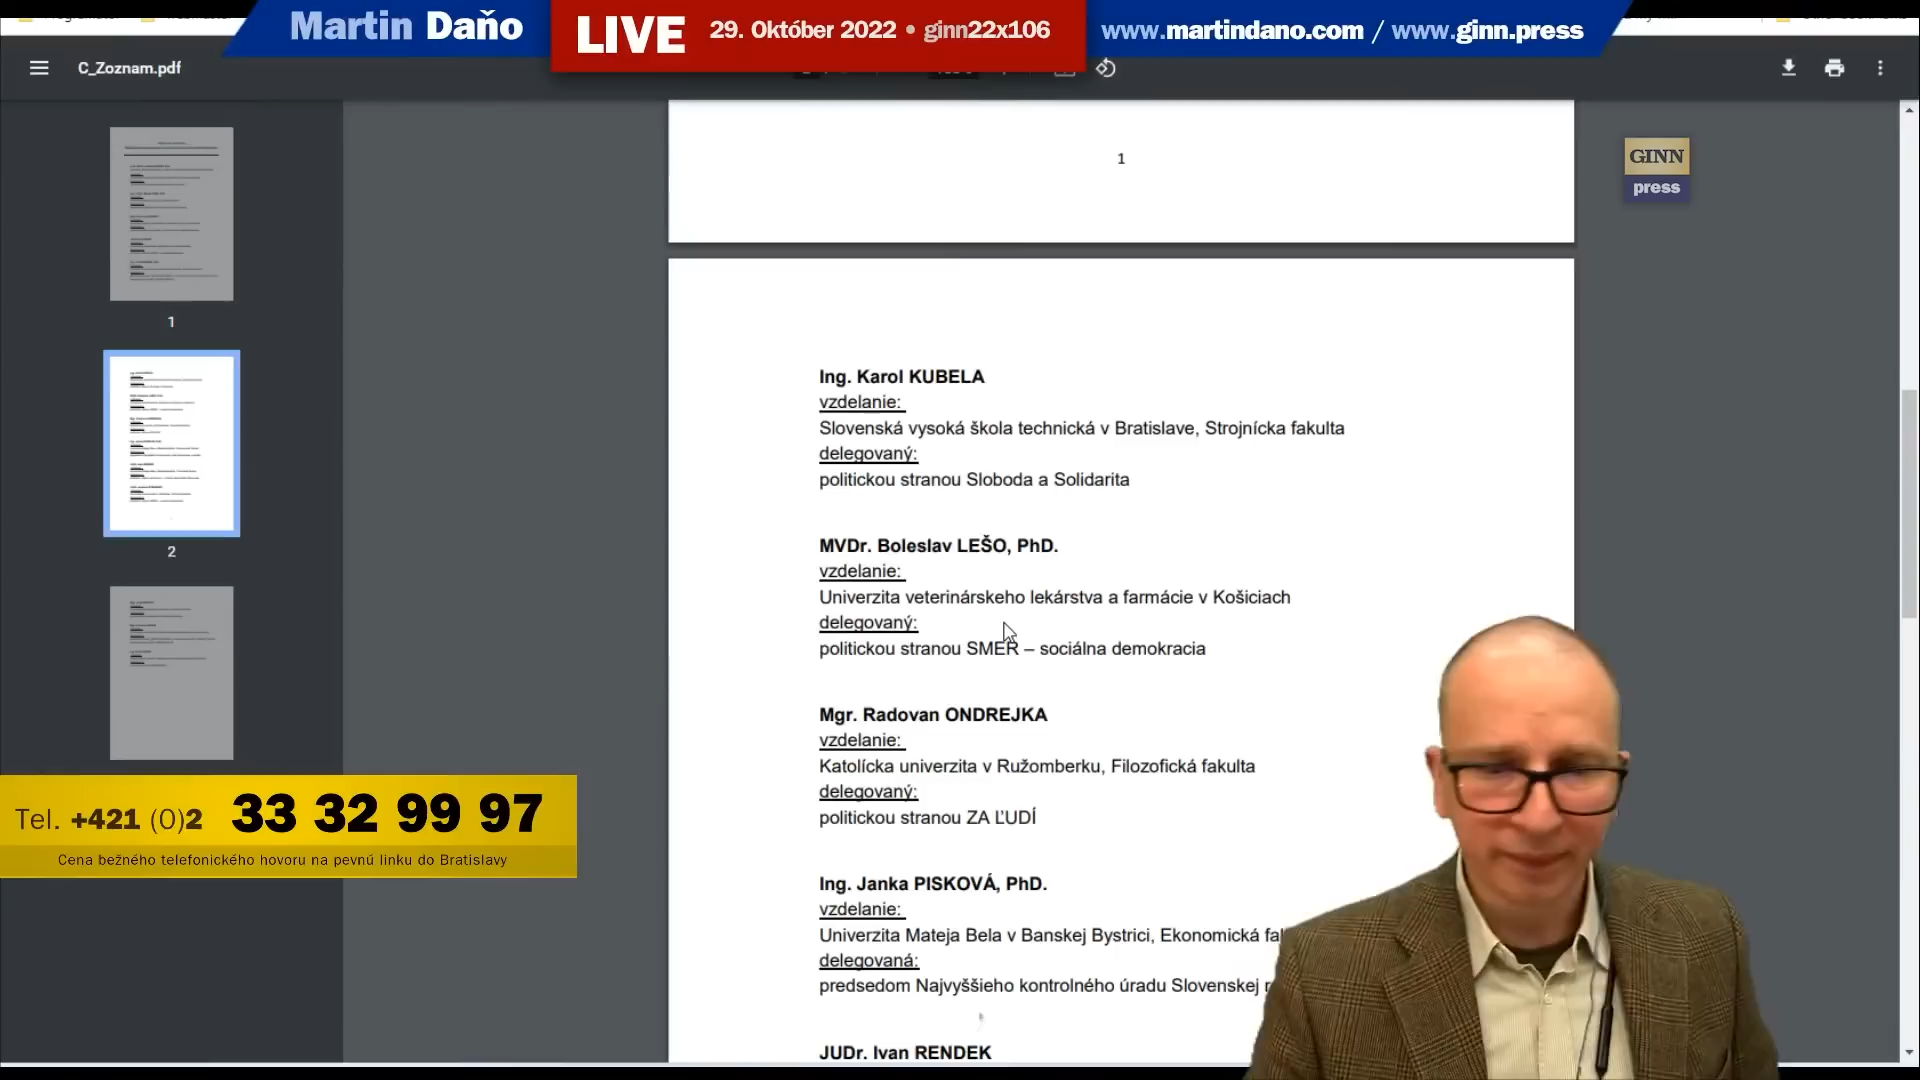 Martin Daňo
LIVE
29. Október 2022 • ginn22x106
www.martindano.com / www.ginn.press
C_Zoznam.pdf
GINN
press
1
2
1
Ing. Karol KUBELA
vzdelanie:
Slovenská vysoká škola technická v Bratislave, Strojnícka fakulta
delegovaný:
politickou stranou Sloboda a Solidarita
MVDr. Boleslav LEŠO, PhD.
vzdelanie:
Univerzita veterinárskeho lekárstva a farmácie v Košiciach
delegovaný:
politickou stranou SMER – sociálna demokracia
Mgr. Radovan ONDREJKA
vzdelanie:
Katolícka univerzita v Ružomberku, Filozofická fakulta
delegovaný:
politickou stranou ZA ĽUDÍ
Ing. Janka PISKOVÁ, PhD.
vzdelanie:
Univerzita Mateja Bela v Banskej Bystrici, Ekonomická
delegovaná:
predsedom Najvyššieho kontrolného úradu Slovenskej
JUDr. Ivan RENDEK
Tel. +421 (0)2 33 32 99 97
Cena bežného telefonického hovoru na pevnú linku do Bratislavy